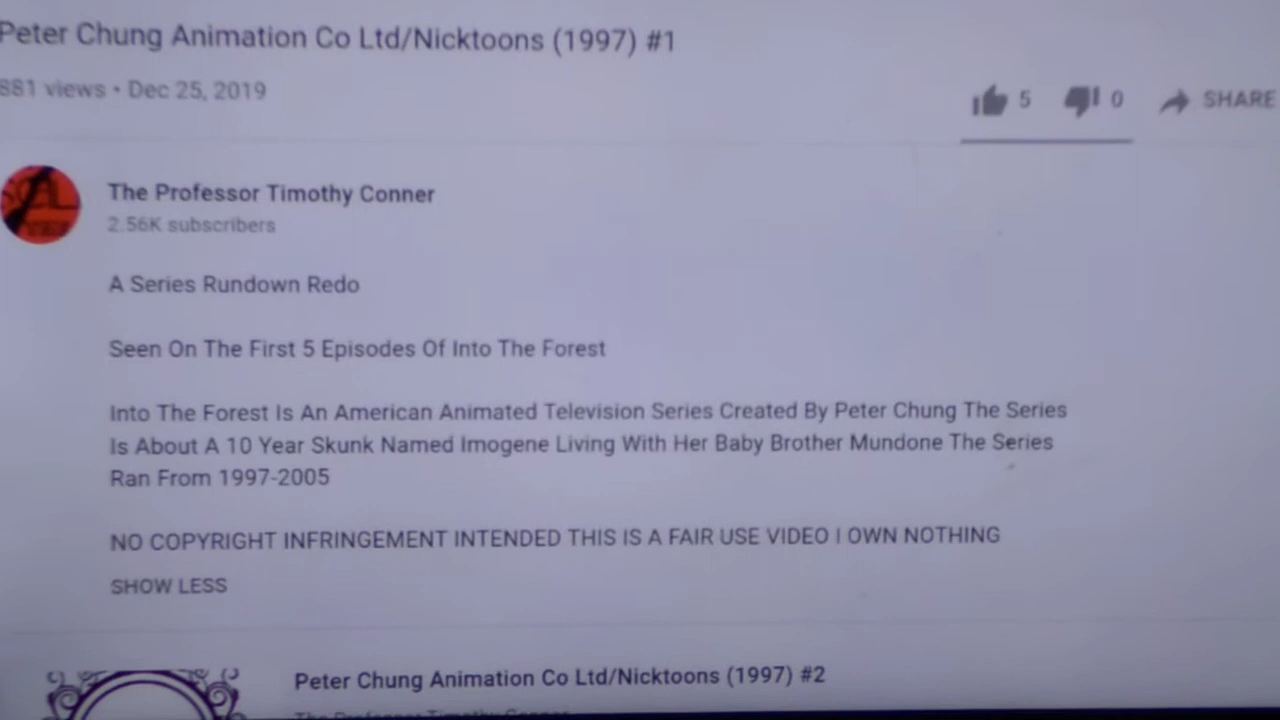 Peter Chung Animation Co Ltd/Nicktoons (1997) #1
881 views • Dec 25, 2019
5 0 SHARE
The Professor Timothy Conner
2.56K subscribers
A Series Rundown Redo
Seen On The First 5 Episodes Of Into The Forest
Into The Forest Is An American Animated Television Series Created By Peter Chung The Series
Is About A 10 Year Skunk Named Imogene Living With Her Baby Brother Mundone The Series
Ran From 1997-2005
NO COPYRIGHT INFRINGEMENT INTENDED THIS IS A FAIR USE VIDEO I OWN NOTHING
SHOW LESS
Peter Chung Animation Co Ltd/Nicktoons (1997) #2
The Professor Timothy Conner